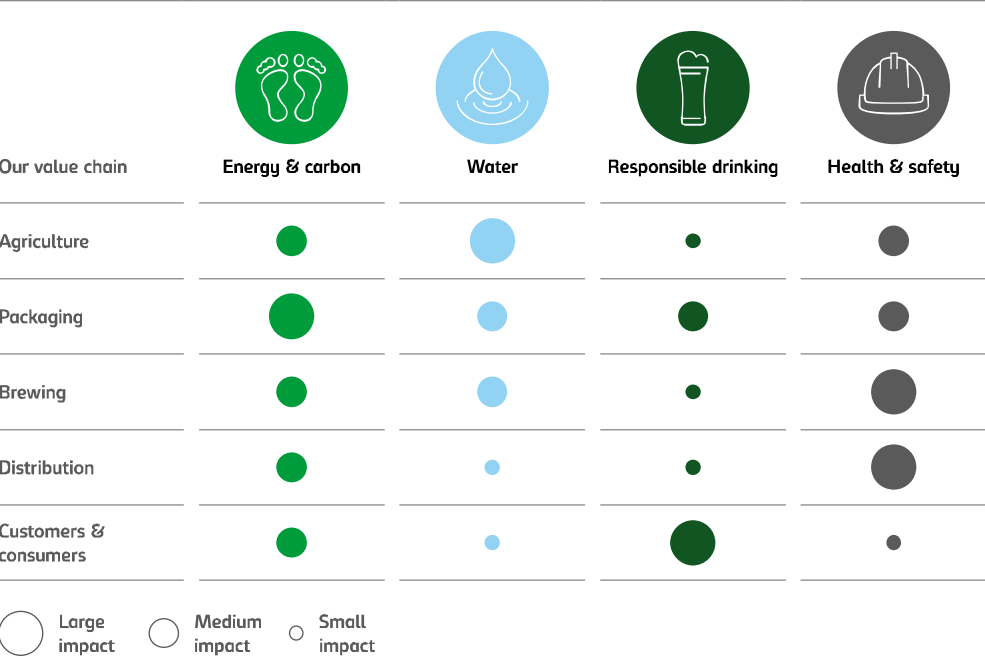 Our value chain
Energy & carbon
Water
Responsible drinking
Health & safety
Agriculture
Packaging
Brewing
Distribution
Customers &
consumers
Large
impact
Medium
impact
Small
impact